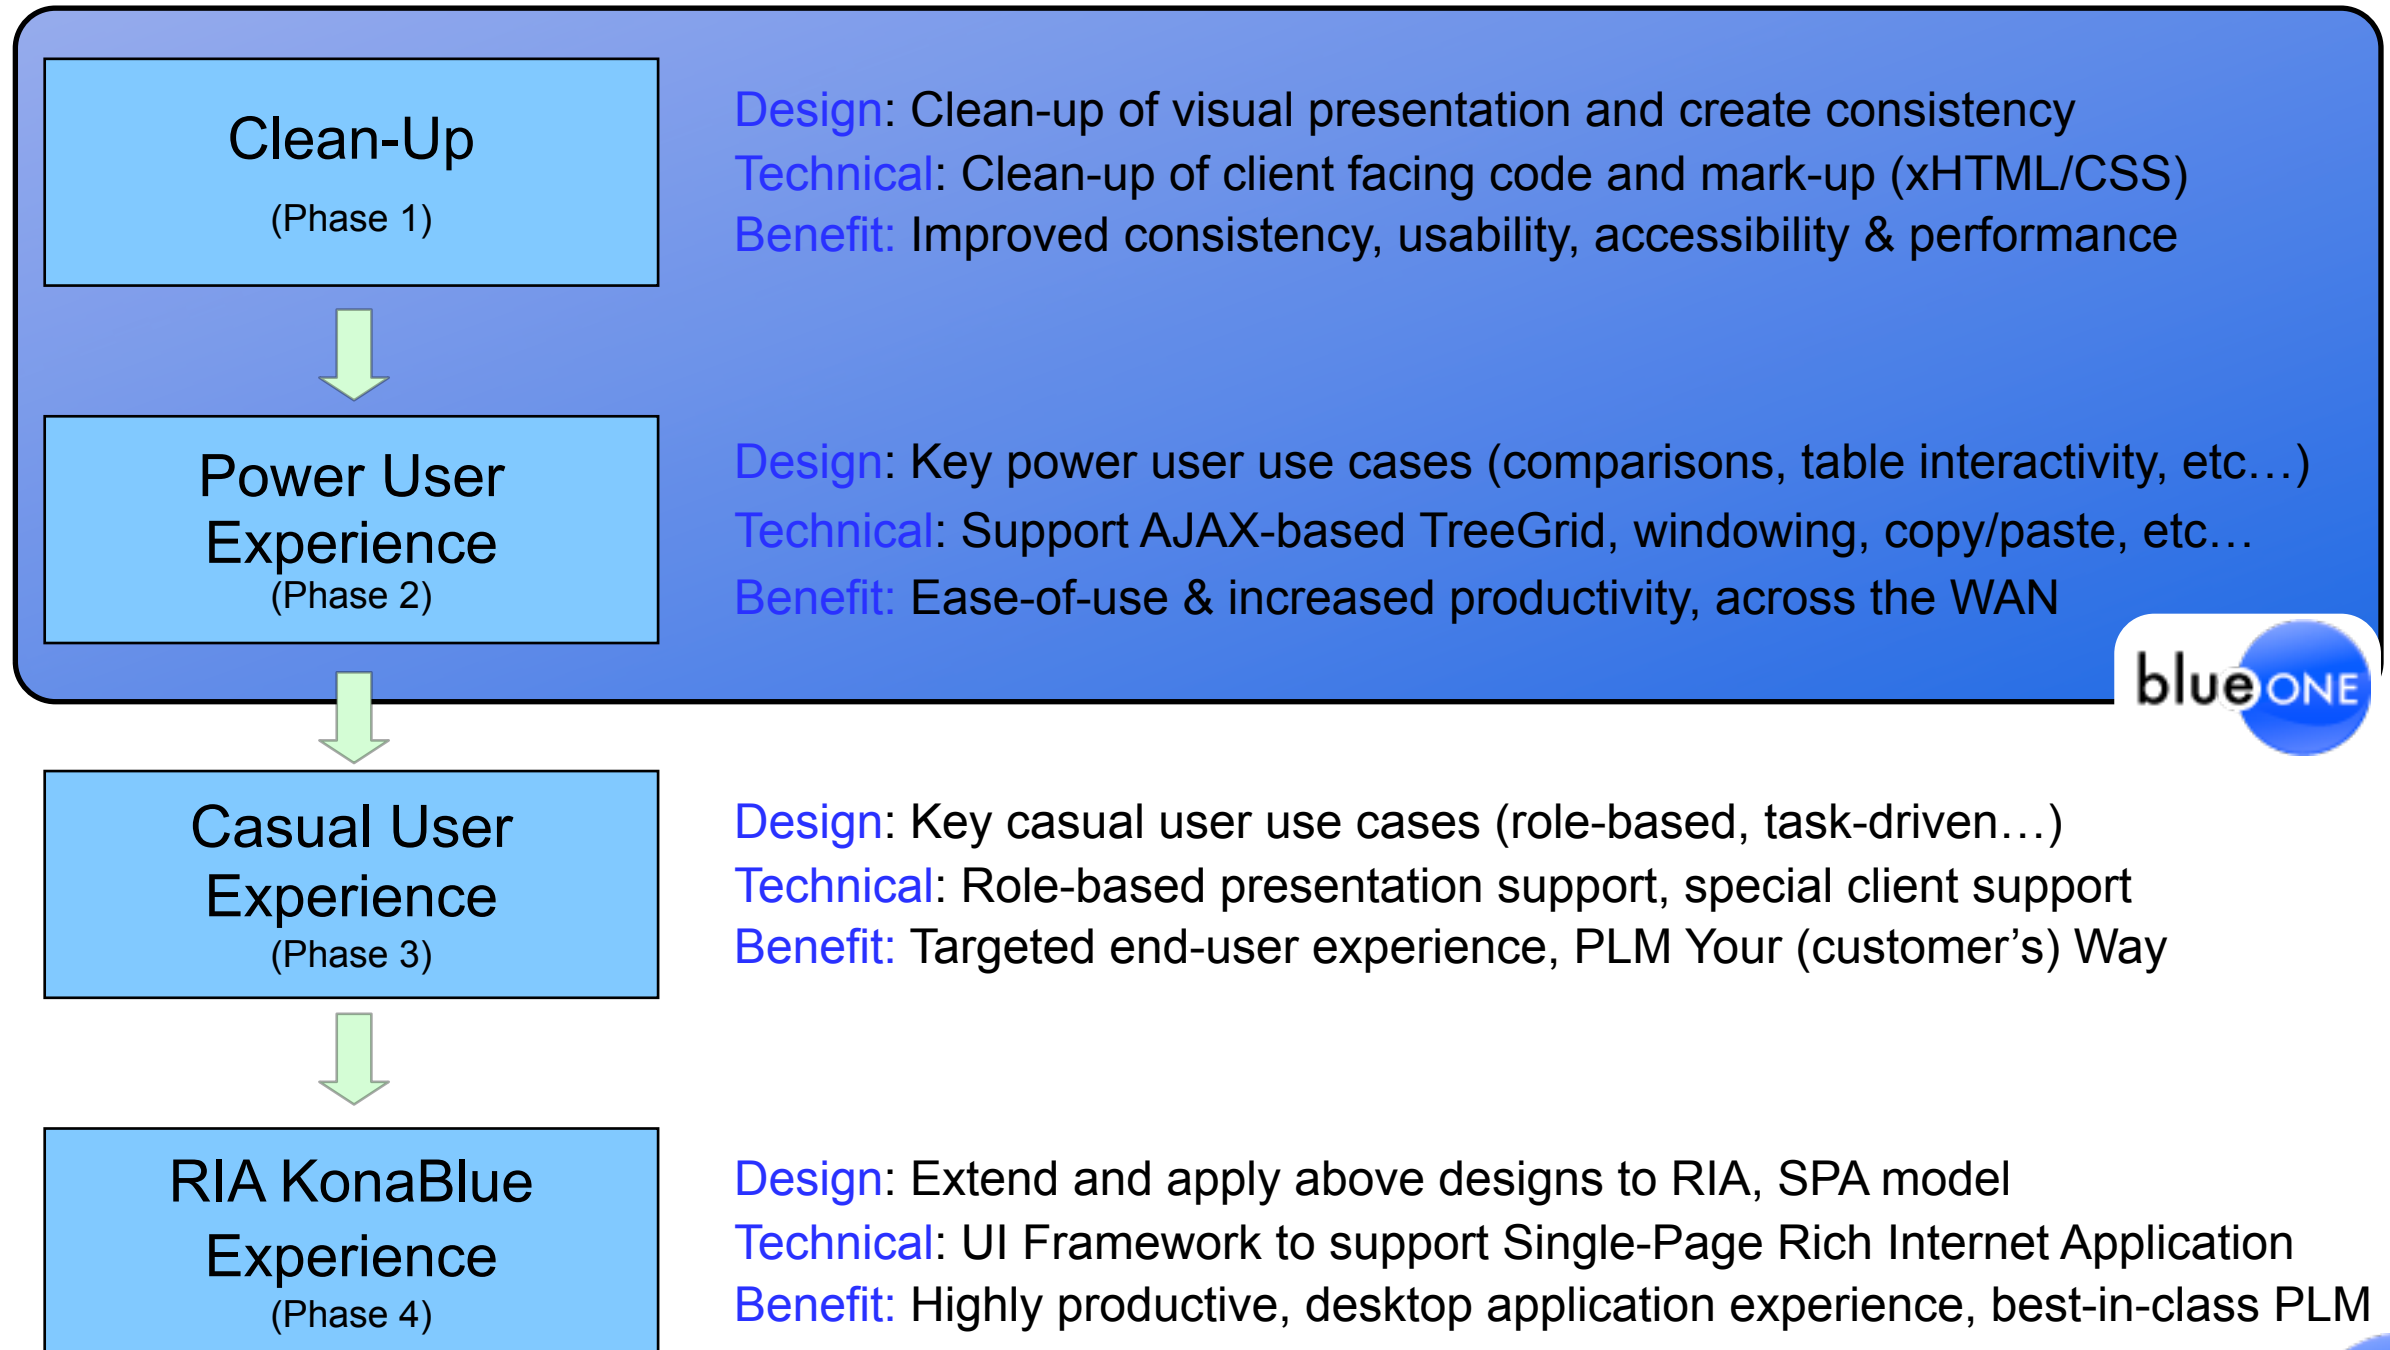 Clean-Up
(Phase 1)
Design: Clean-up of visual presentation and create consistency
Technical: Clean-up of client facing code and mark-up (xHTML/CSS)
Benefit: Improved consistency, usability, accessibility & performance
Power User
Experience
(Phase 2)
Design: Key power user use cases (comparisons, table interactivity, etc…)
Technical: Support AJAX-based TreeGrid, windowing, copy/paste, etc…
Benefit: Ease-of-use & increased productivity, across the WAN
blue ONE
Casual User
Experience
(Phase 3)
Design: Key casual user use cases (role-based, task-driven…)
Technical: Role-based presentation support, special client support
Benefit: Targeted end-user experience, PLM Your (customer’s) Way
RIA KonaBlue
Experience
(Phase 4)
Design: Extend and apply above designs to RIA, SPA model
Technical: UI Framework to support Single-Page Rich Internet Application
Benefit: Highly productive, desktop application experience, best-in-class PLM